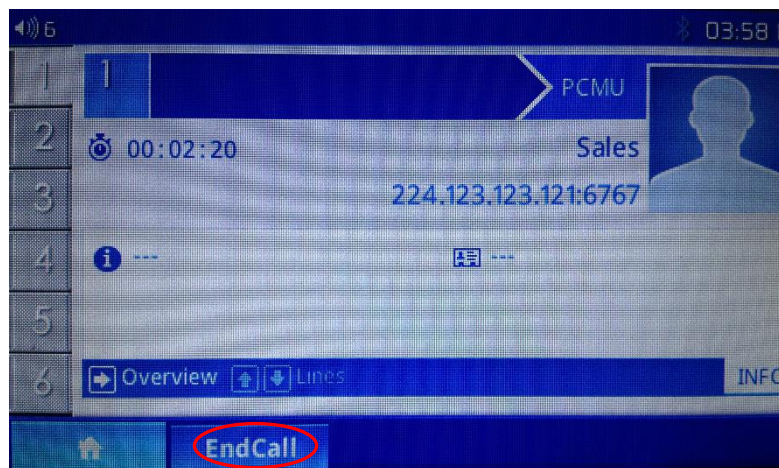 6 03:58
1 1 PCMU
2 00:02:20 Sales
3 224.123.123.121:6767
4 --- ---
5
6 Overview Lines INFO
EndCall